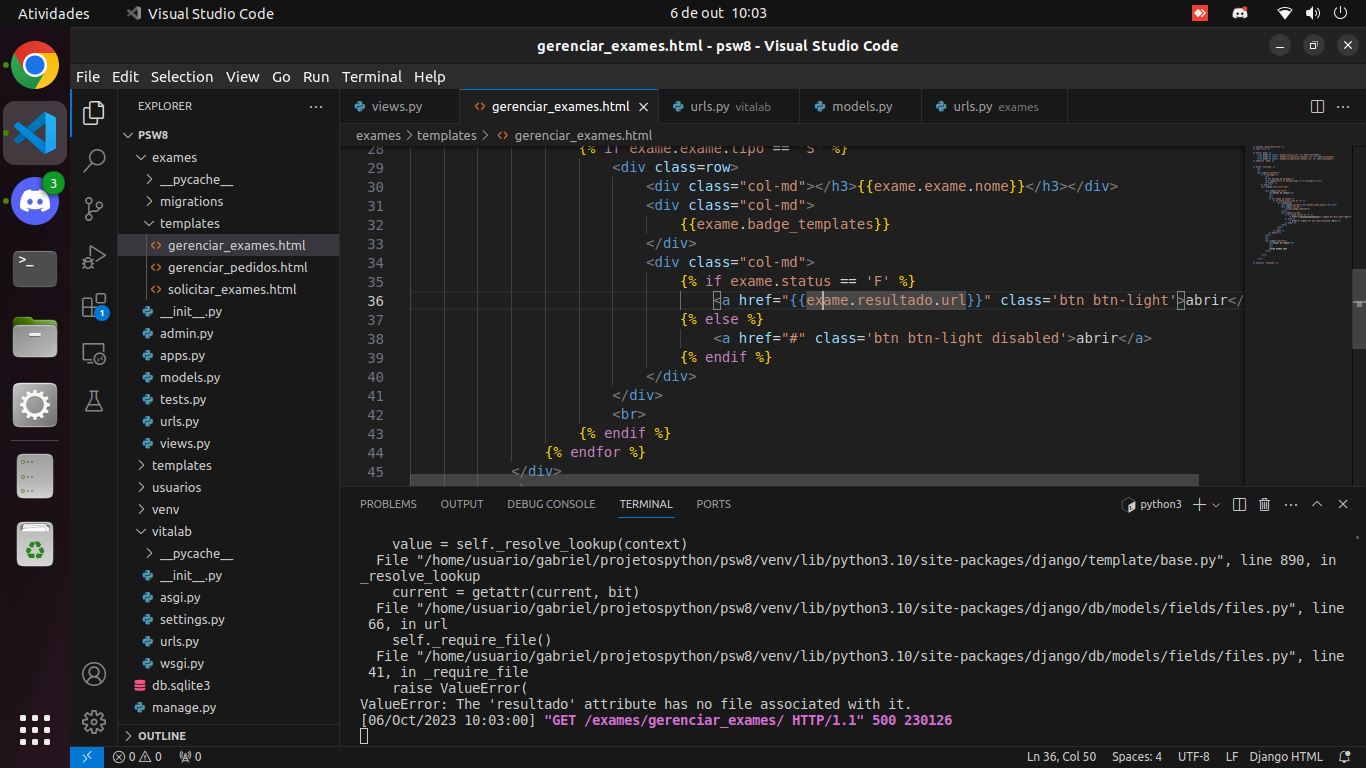 Atividades
Visual Studio Code
6 de out 10:03
gerenciar_exames.html - psw8 - Visual Studio Code
File Edit Selection View Go Run Terminal Help
EXPLORER
views.py
gerenciar_exames.html
urls.py vitalab
models.py
urls.py exames
exames > templates > gerenciar_exames.html
PSW8
exames
__pycache__
migrations
templates
gerenciar_exames.html
gerenciar_pedidos.html
solicitar_exames.html
__init__.py
admin.py
apps.py
models.py
tests.py
urls.py
views.py
templates
usuarios
venv
vitalab
__pycache__
__init__.py
asgi.py
settings.py
urls.py
wsgi.py
db.sqlite3
manage.py
OUTLINE
3
1
28 {% if exame.exame.tipo == 'S' %}
29 <div class=row>
30 <div class="col-md"></h3>{{exame.exame.nome}}</h3></div>
31 <div class="col-md">
32 {{exame.badge_templates}}
33 </div>
34 <div class="col-md">
35 {% if exame.status == 'F' %}
36 <a href="{{exame.resultado.url}}" class='btn btn-light'>abrir</
37 {% else %}
38 <a href="#" class='btn btn-light disabled'>abrir</a>
39 {% endif %}
40 </div>
41 </div>
42 <br>
43 {% endif %}
44 {% endfor %}
45 </div>
PROBLEMS OUTPUT DEBUG CONSOLE TERMINAL PORTS
python3
value = self._resolve_lookup(context)
File "/home/usuario/gabriel/projetospython/psw8/venv/lib/python3.10/site-packages/django/template/base.py", line 890, in
_resolve_lookup
current = getattr(current, bit)
File "/home/usuario/gabriel/projetospython/psw8/venv/lib/python3.10/site-packages/django/db/models/fields/files.py", line
66, in url
self._require_file()
File "/home/usuario/gabriel/projetospython/psw8/venv/lib/python3.10/site-packages/django/db/models/fields/files.py", line
41, in _require_file
raise ValueError(
ValueError: The 'resultado' attribute has no file associated with it.
[06/Oct/2023 10:03:00] "GET /exames/gerenciar_exames/ HTTP/1.1" 500 230126
0 0 0
Ln 36, Col 50 Spaces: 4 UTF-8 LF Django HTML